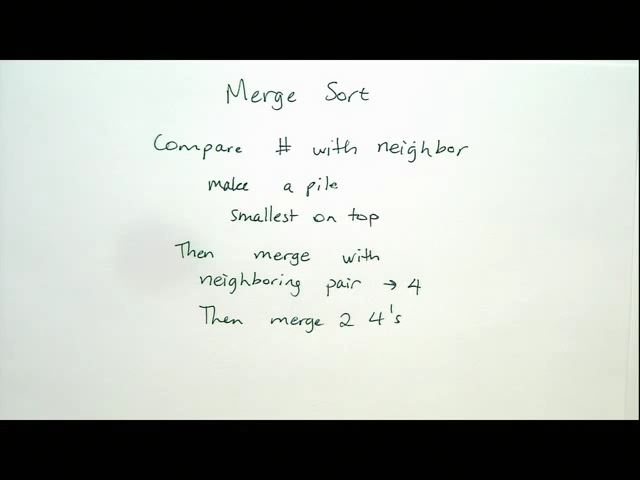 Merge Sort
Compare # with neighbor
make a pile
smallest on top
Then merge with
neighboring pair → 4
Then merge 2 4's